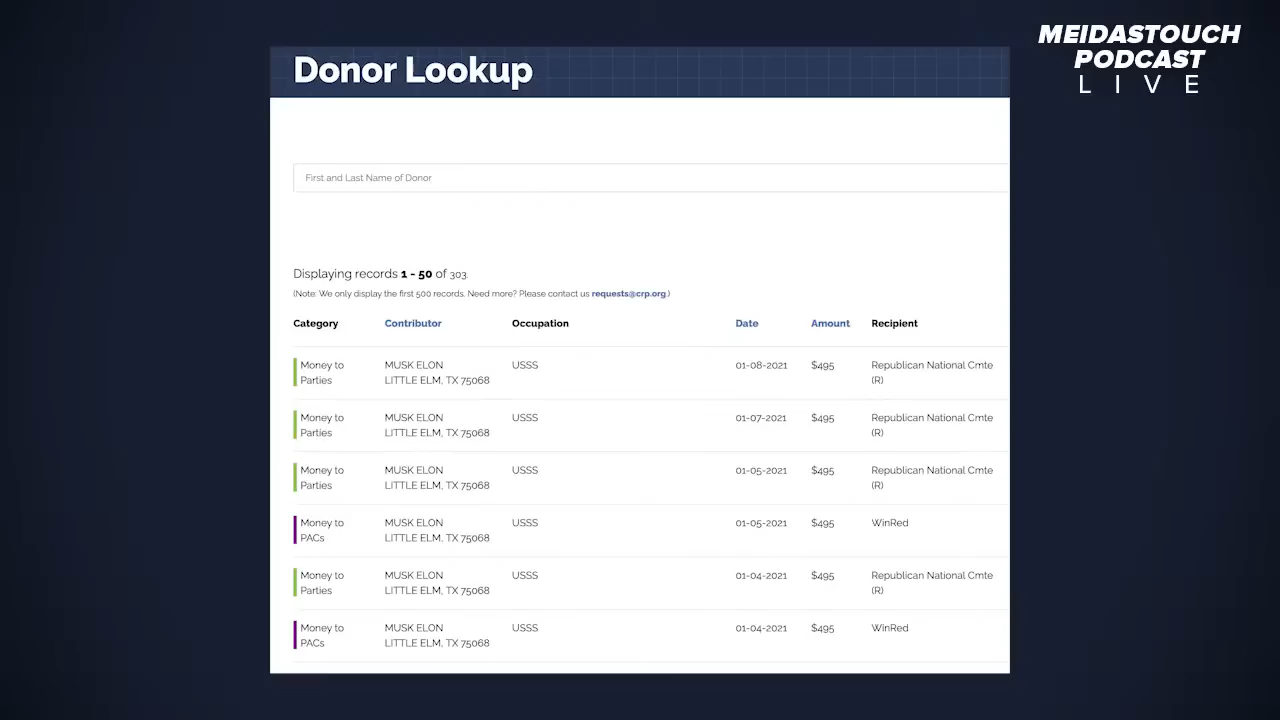 MEIDASTOUCH
PODCAST
LIVE
Donor Lookup
First and Last Name of Donor
Displaying records 1 - 50 of 303.
(Note: We only display the first 500 records. Need more? Please contact us requests@crp.org.)
Category Contributor Occupation Date Amount Recipient
Money to MUSK ELON USSS 01-08-2021 $495 Republican National Cmte
Parties LITTLE ELM, TX 75068 (R)
Money to MUSK ELON USSS 01-07-2021 $495 Republican National Cmte
Parties LITTLE ELM, TX 75068 (R)
Money to MUSK ELON USSS 01-05-2021 $495 Republican National Cmte
Parties LITTLE ELM, TX 75068 (R)
Money to MUSK ELON USSS 01-05-2021 $495 WinRed
PACs LITTLE ELM, TX 75068
Money to MUSK ELON USSS 01-04-2021 $495 Republican National Cmte
Parties LITTLE ELM, TX 75068 (R)
Money to MUSK ELON USSS 01-04-2021 $495 WinRed
PACs LITTLE ELM, TX 75068